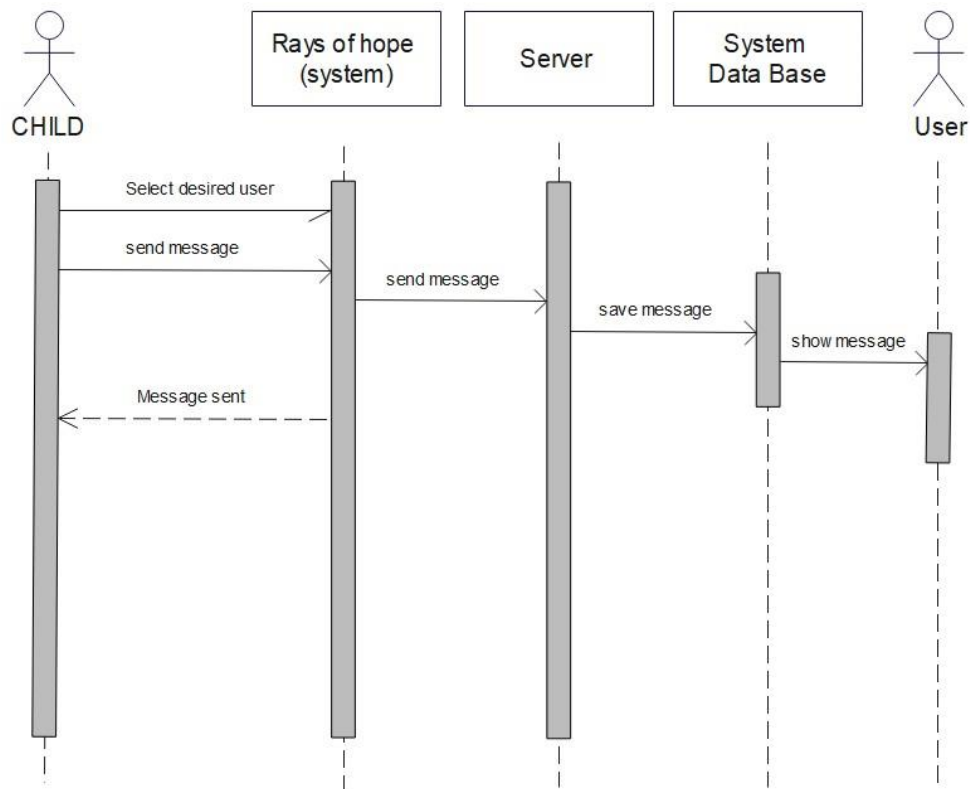 Rays of hope
(system)
Server
System
Data Base
CHILD
User
Select desired user
send message
send message
save message
show message
Message sent